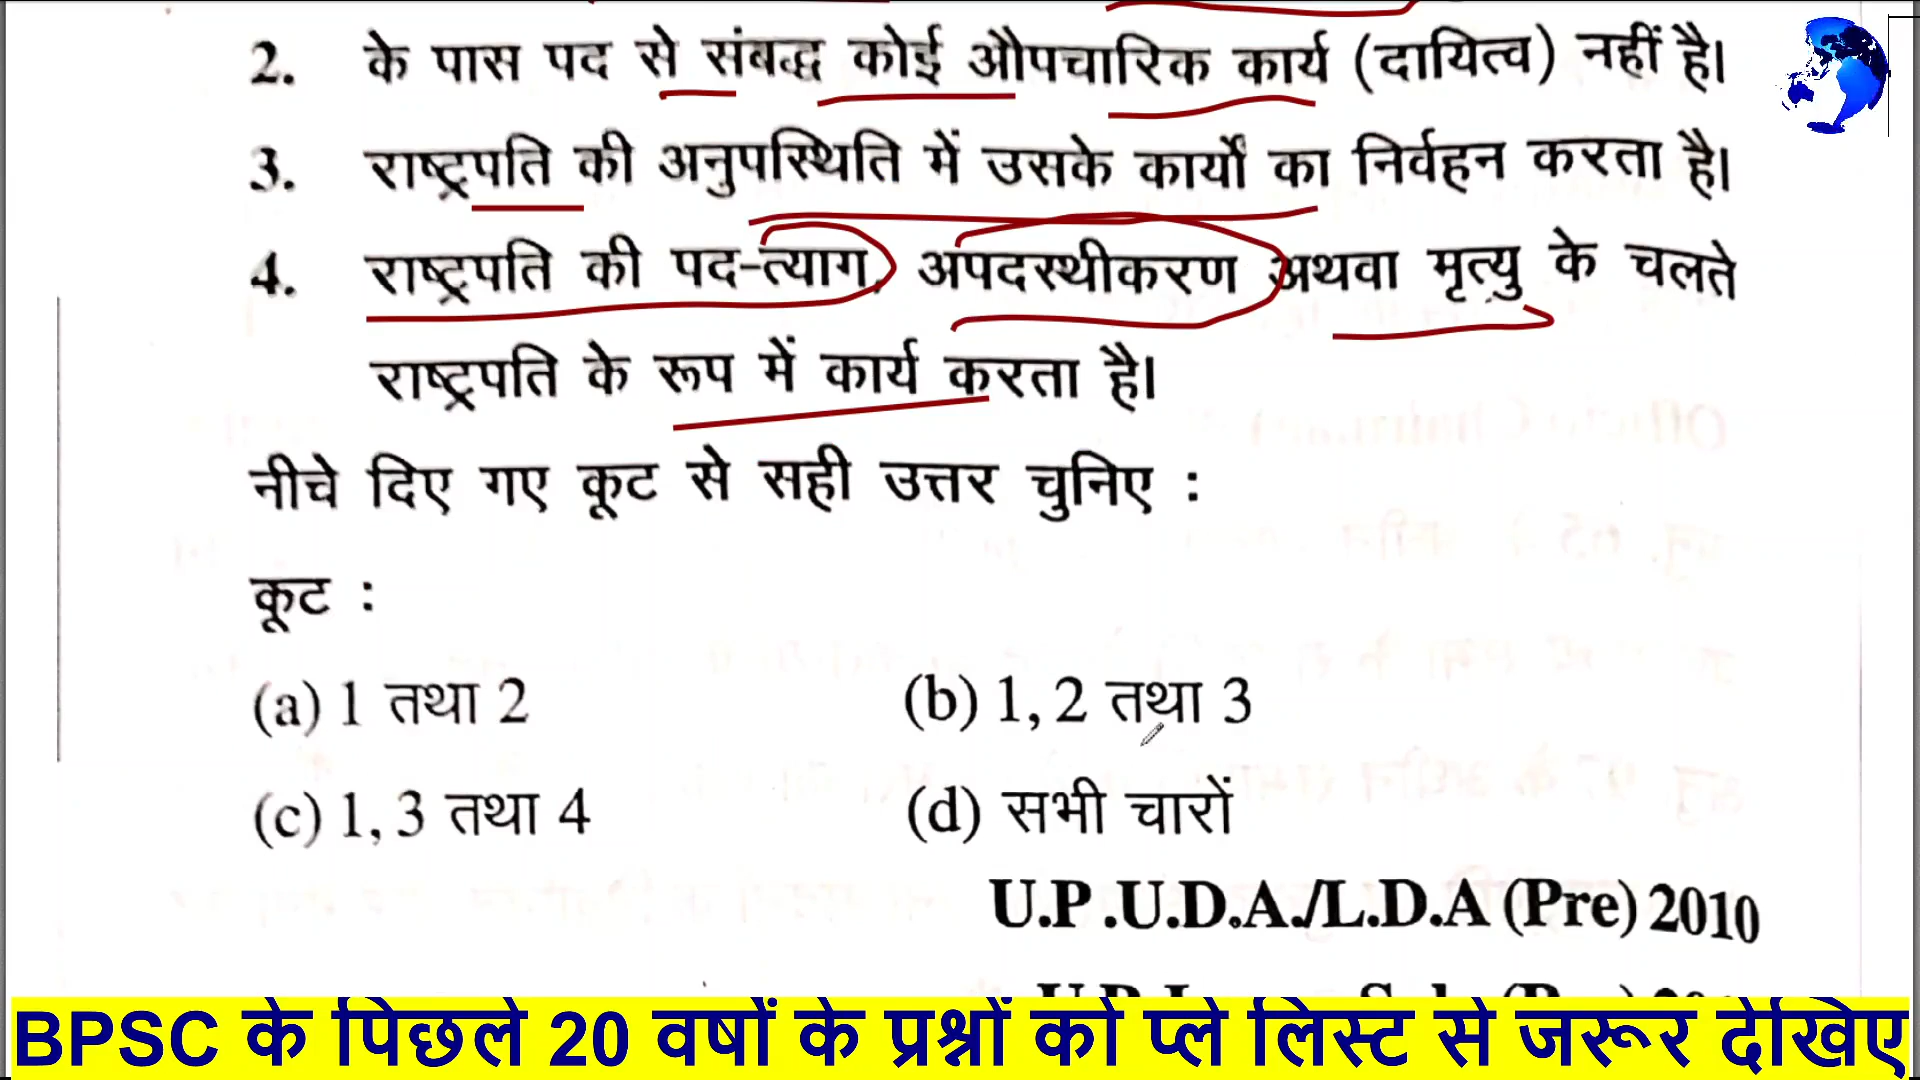 2. के पास पद से संबद्ध कोई औपचारिक कार्य (दायित्व) नहीं है।
3. राष्ट्रपति की अनुपस्थिति में उसके कार्यों का निर्वहन करता है।
4. राष्ट्रपति की पद-त्याग, अपदस्थीकरण अथवा मृत्यु के चलते
राष्ट्रपति के रूप में कार्य करता है।
नीचे दिए गए कूट से सही उत्तर चुनिए :
कूट :
(a) 1 तथा 2 (b) 1, 2 तथा 3
(c) 1, 3 तथा 4 (d) सभी चारों
U.P.U.D.A./L.D.A (Pre) 2010
BPSC के पिछले 20 वर्षो के प्रश्नों को प्ले लिस्ट से जरूर देखिए